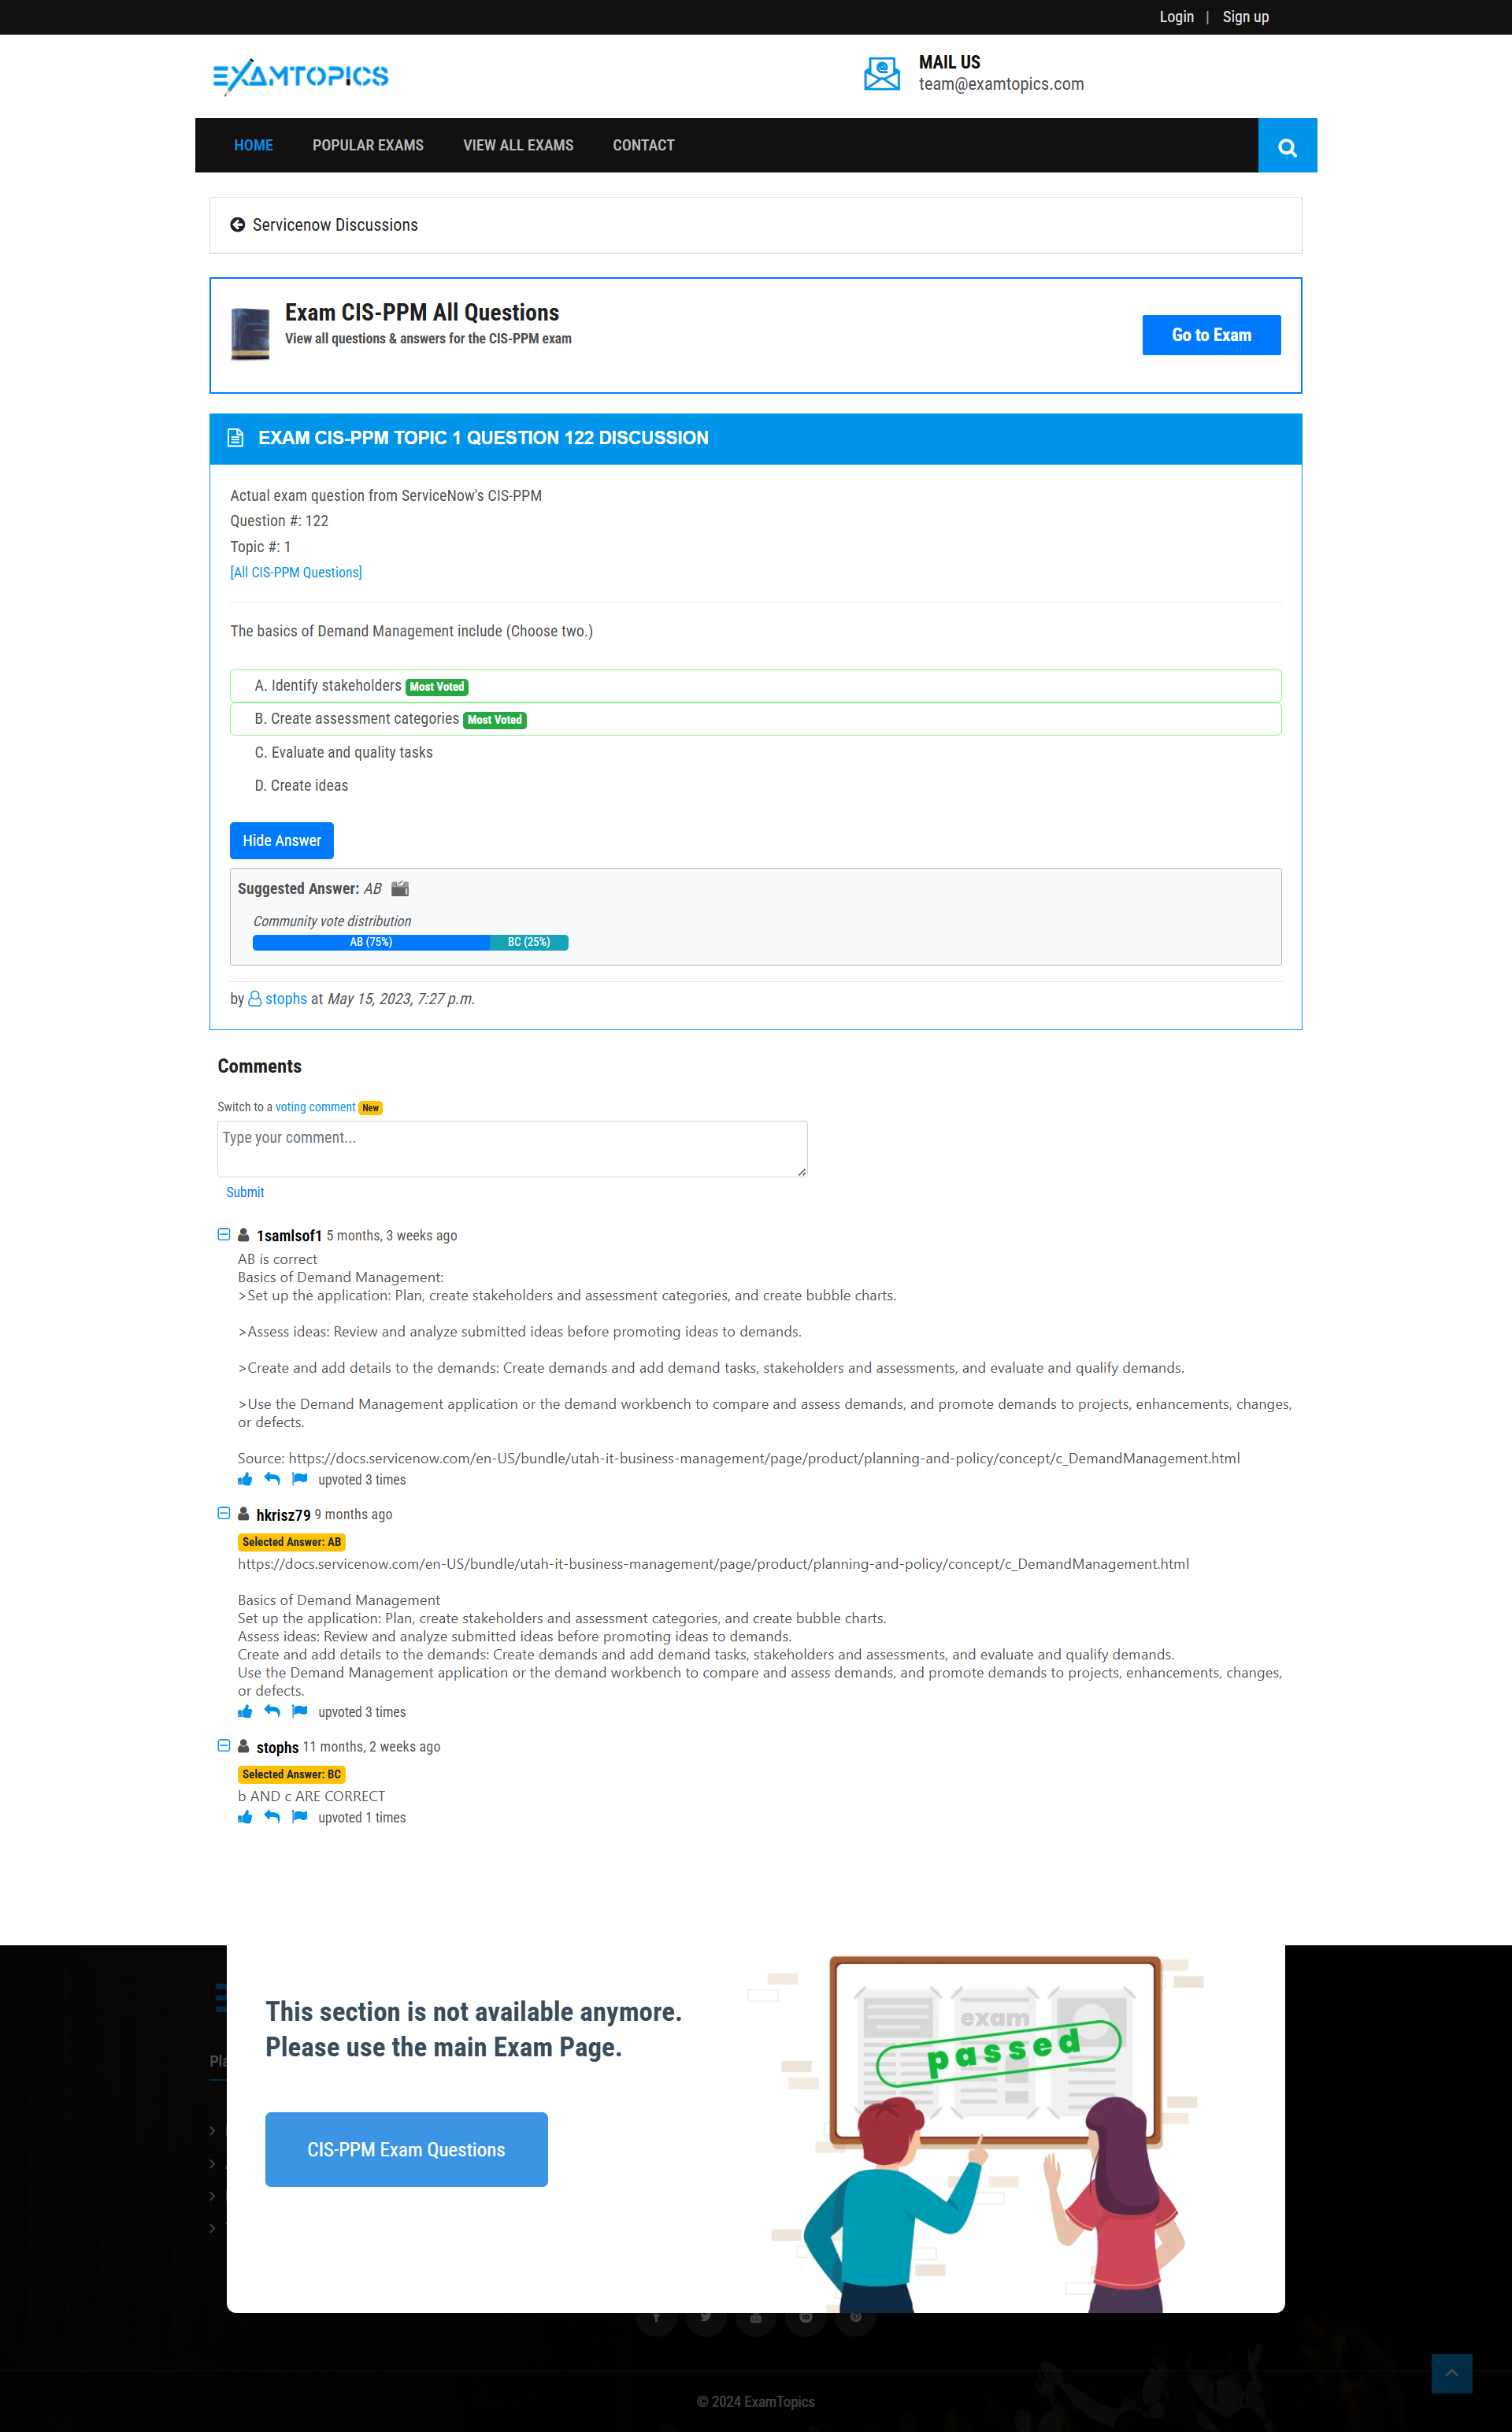 Login | Sign up
EXAMTOPICS
MAIL US
team@examtopics.com
HOME POPULAR EXAMS VIEW ALL EXAMS CONTACT
Servicenow Discussions
Exam CIS-PPM All Questions
View all questions & answers for the CIS-PPM exam
Go to Exam
EXAM CIS-PPM TOPIC 1 QUESTION 122 DISCUSSION
Actual exam question from ServiceNow's CIS-PPM
Question #: 122
Topic #: 1
[All CIS-PPM Questions]
The basics of Demand Management include (Choose two.)
A. Identify stakeholders Most Voted
B. Create assessment categories Most Voted
C. Evaluate and quality tasks
D. Create ideas
Hide Answer
Suggested Answer: AB
Community vote distribution
AB (75%) BC (25%)
by stophs at May 15, 2023, 7:27 p.m.
Comments
Switch to a voting comment New
Type your comment...
Submit
1samlsof1 5 months, 3 weeks ago
AB is correct
Basics of Demand Management:
>Set up the application: Plan, create stakeholders and assessment categories, and create bubble charts.
>Assess ideas: Review and analyze submitted ideas before promoting ideas to demands.
>Create and add details to the demands: Create demands and add demand tasks, stakeholders and assessments, and evaluate and qualify demands.
>Use the Demand Management application or the demand workbench to compare and assess demands, and promote demands to projects, enhancements, changes,
or defects.
Source: https://docs.servicenow.com/en-US/bundle/utah-it-business-management/page/product/planning-and-policy/concept/c_DemandManagement.html
upvoted 3 times
hkrisz79 9 months ago
Selected Answer: AB
https://docs.servicenow.com/en-US/bundle/utah-it-business-management/page/product/planning-and-policy/concept/c_DemandManagement.html
Basics of Demand Management
Set up the application: Plan, create stakeholders and assessment categories, and create bubble charts.
Assess ideas: Review and analyze submitted ideas before promoting ideas to demands.
Create and add details to the demands: Create demands and add demand tasks, stakeholders and assessments, and evaluate and qualify demands.
Use the Demand Management application or the demand workbench to compare and assess demands, and promote demands to projects, enhancements, changes,
or defects.
upvoted 3 times
stophs 11 months, 2 weeks ago
Selected Answer: BC
b AND c ARE CORRECT
upvoted 1 times
This section is not available anymore.
Please use the main Exam Page.
CIS-PPM Exam Questions
exam
passed
© 2024 ExamTopics